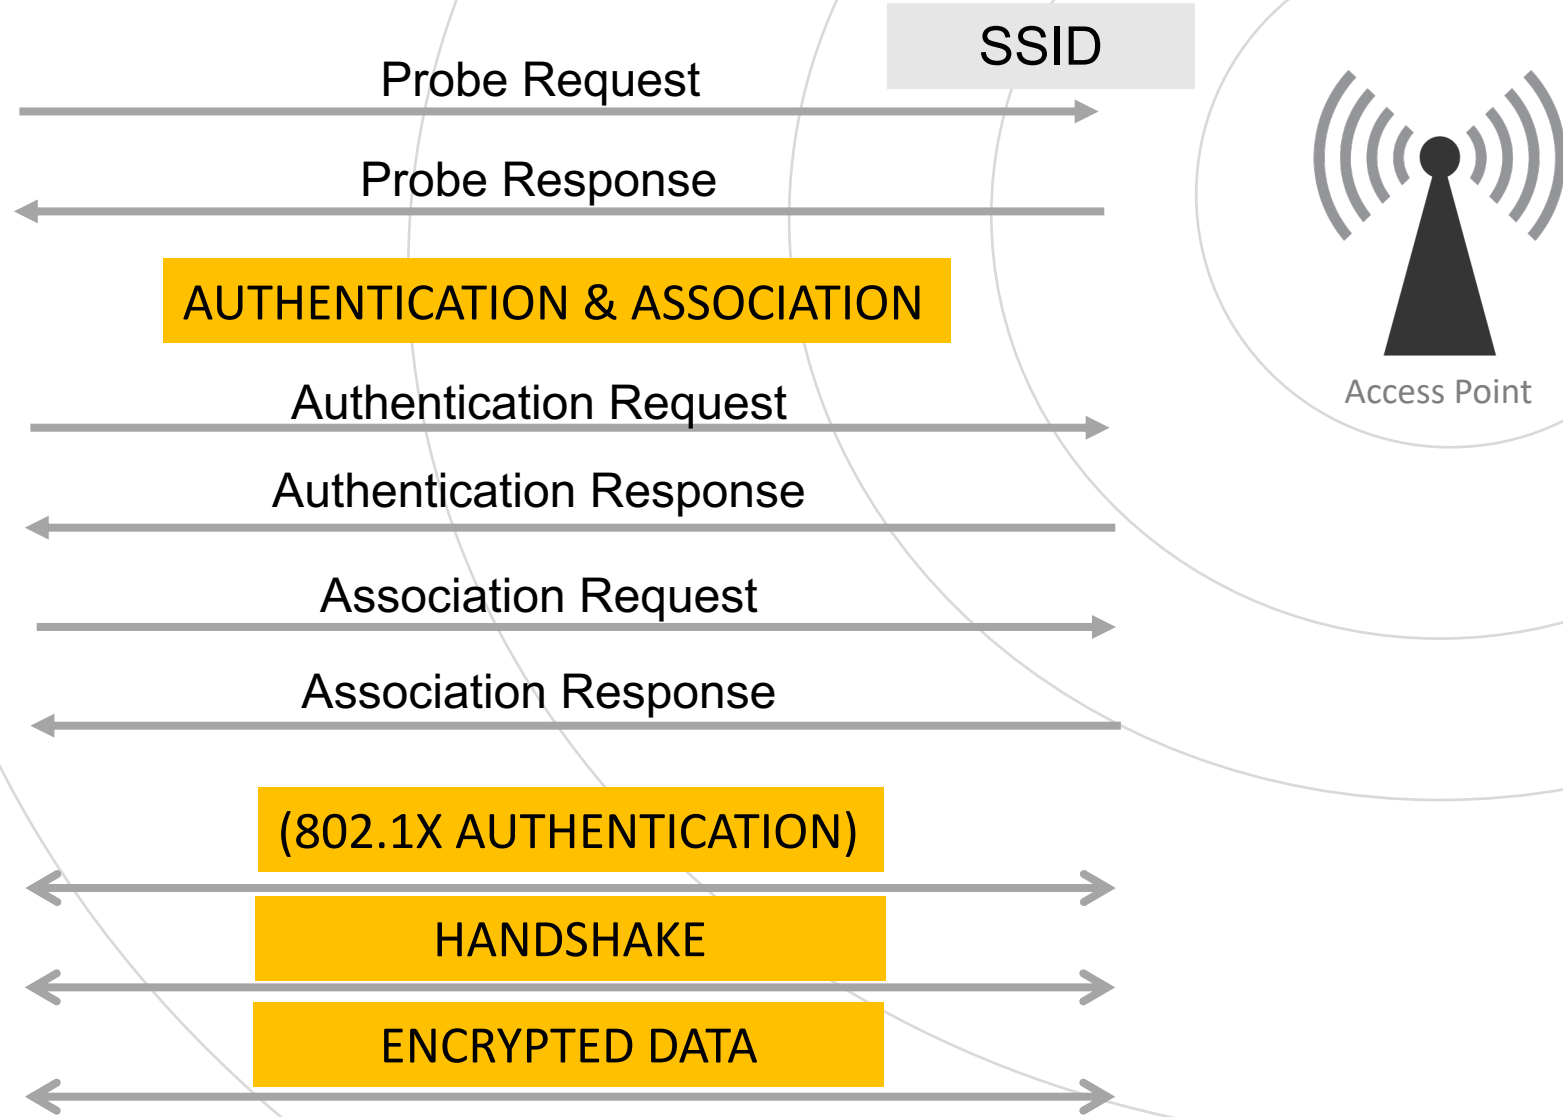 SSID
Probe Request
Probe Response
AUTHENTICATION & ASSOCIATION
Access Point
Authentication Request
Authentication Response
Association Request
Association Response
(802.1X AUTHENTICATION)
HANDSHAKE
ENCRYPTED DATA